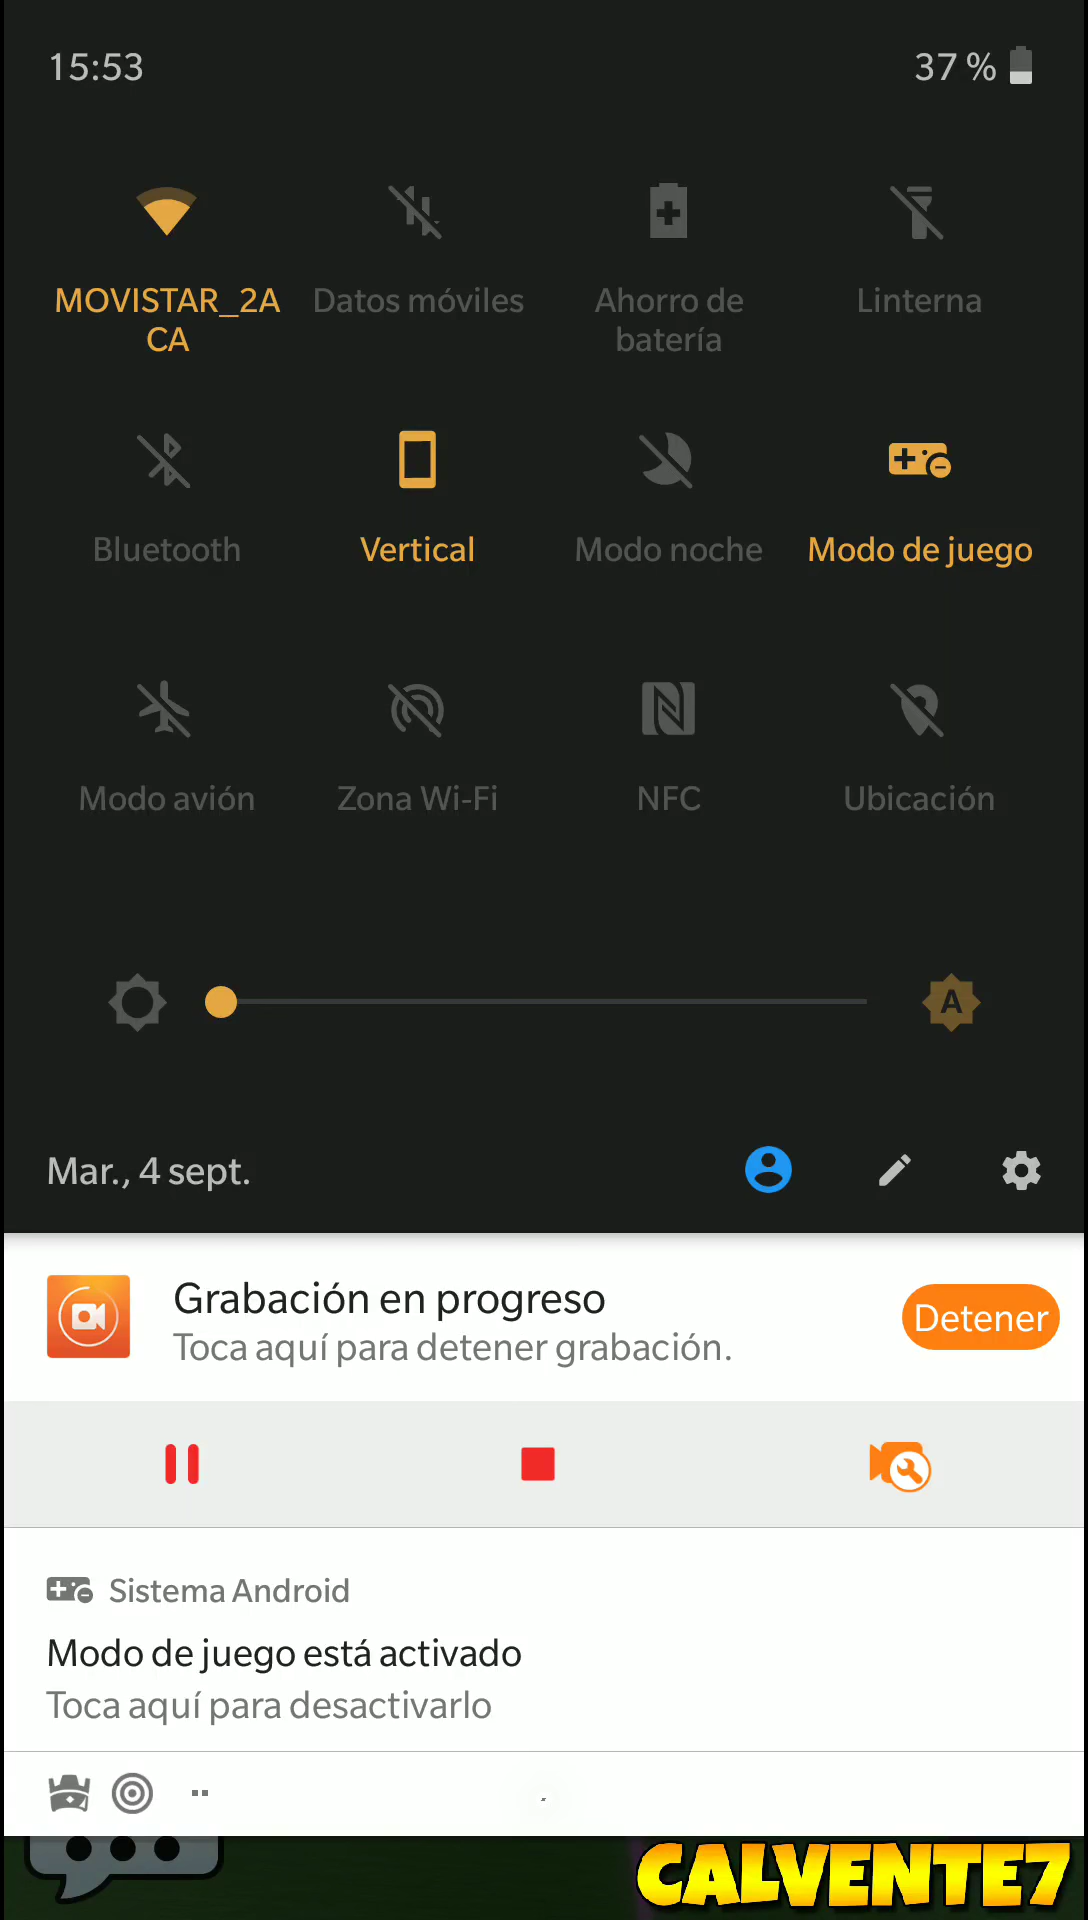 15:53
37 %
MOVISTAR_2A
CA
Datos móviles
Ahorro de
batería
Linterna
Bluetooth
Vertical
Modo noche
Modo de juego
Modo avión
Zona Wi-Fi
NFC
Ubicación
A
Mar., 4 sept.
Grabación en progreso
Toca aquí para detener grabación.
Detener
Sistema Android
Modo de juego está activado
Toca aquí para desactivarlo
CALVENTE7